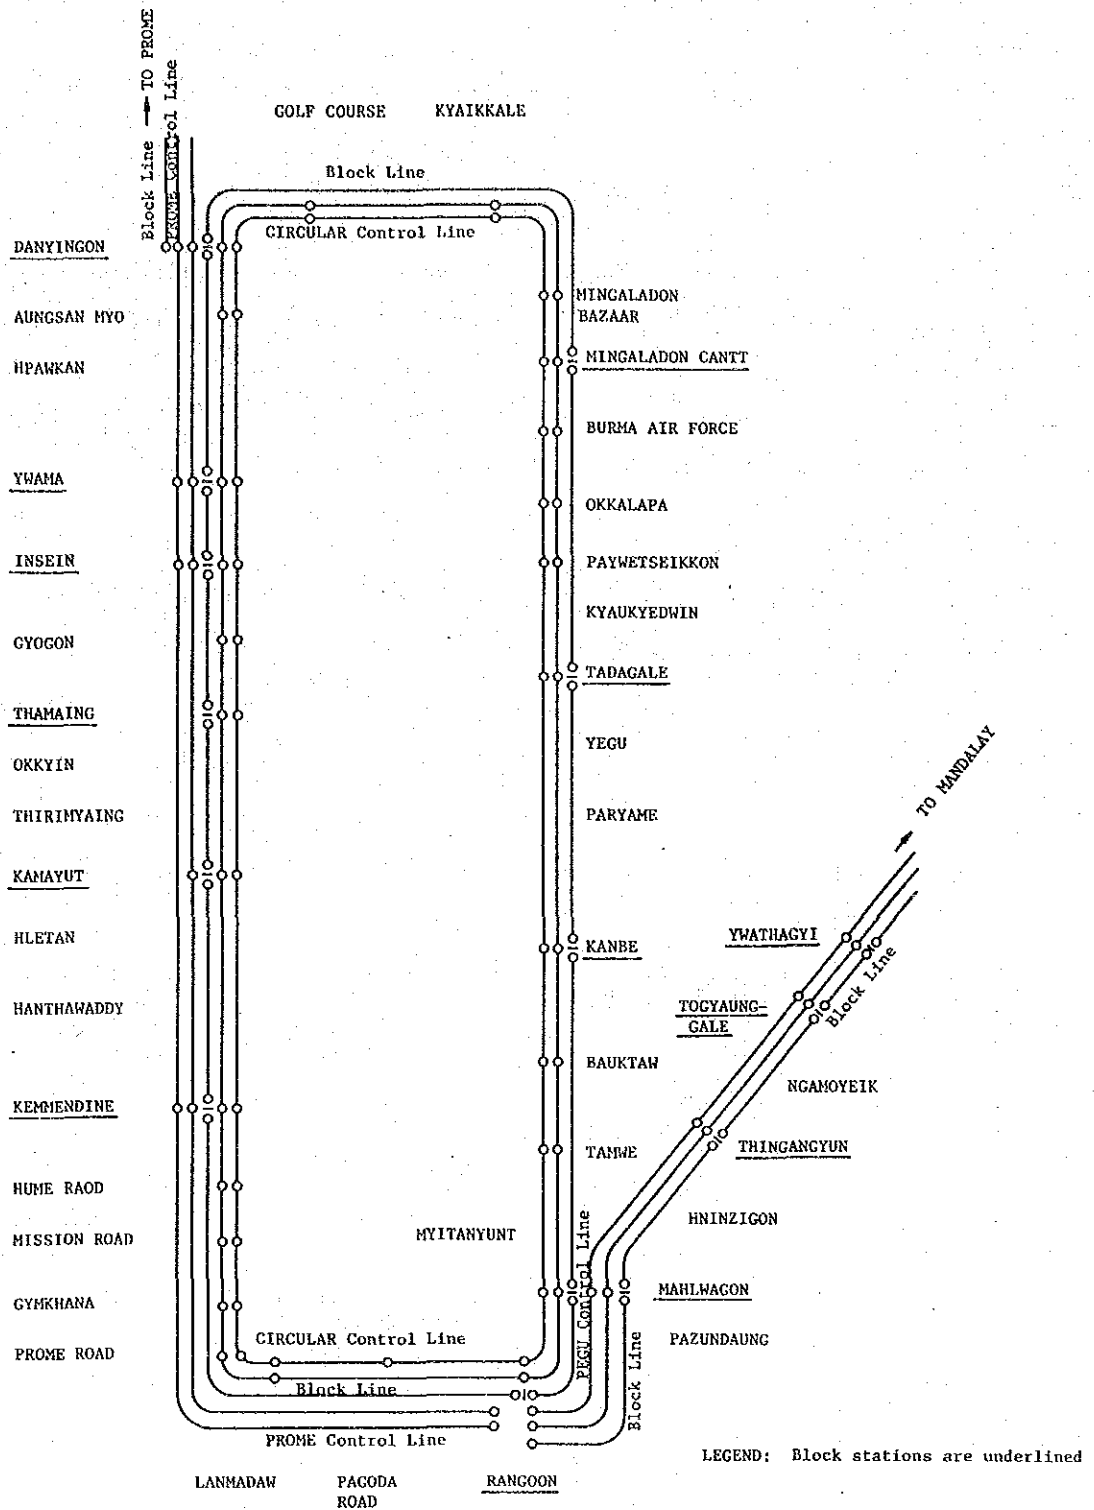 Block Line → TO PROME
PROME Control Line
GOLF COURSE
KYAIKKALE
Block Line
CIRCULAR Control Line
DANYINGON
AUNGSAN MYO
HPAWKAN
YWAMA
INSEIN
GYOGON
THAMAING
OKKYIN
THIRIMYAING
KAMAYUT
HLETAN
HANTHAWADDY
KEMMENDINE
HUME RAOD
MISSION ROAD
GYMKHANA
PROME ROAD
MINGALADON
BAZAAR
MINGALADON CANTT
BURMA AIR FORCE
OKKALAPA
PAYWETSEIKKON
KYAUKYEDWIN
TADAGALE
YEGU
PARYAME
KANBE
BAUKTAW
TAMWE
MYITANYUNT
→ TO MANDALAY
YWATHAGYI
TOGYAUNG-
GALE
Block Line
NGAMOYEIK
THINGANGYUN
HNINZIGON
MAHLWAGON
PAZUNDAUNG
PEGU Control Line
Block Line
CIRCULAR Control Line
Block Line
PROME Control Line
LANMADAW
PAGODA
ROAD
RANGOON
LEGEND: Block stations are underlined